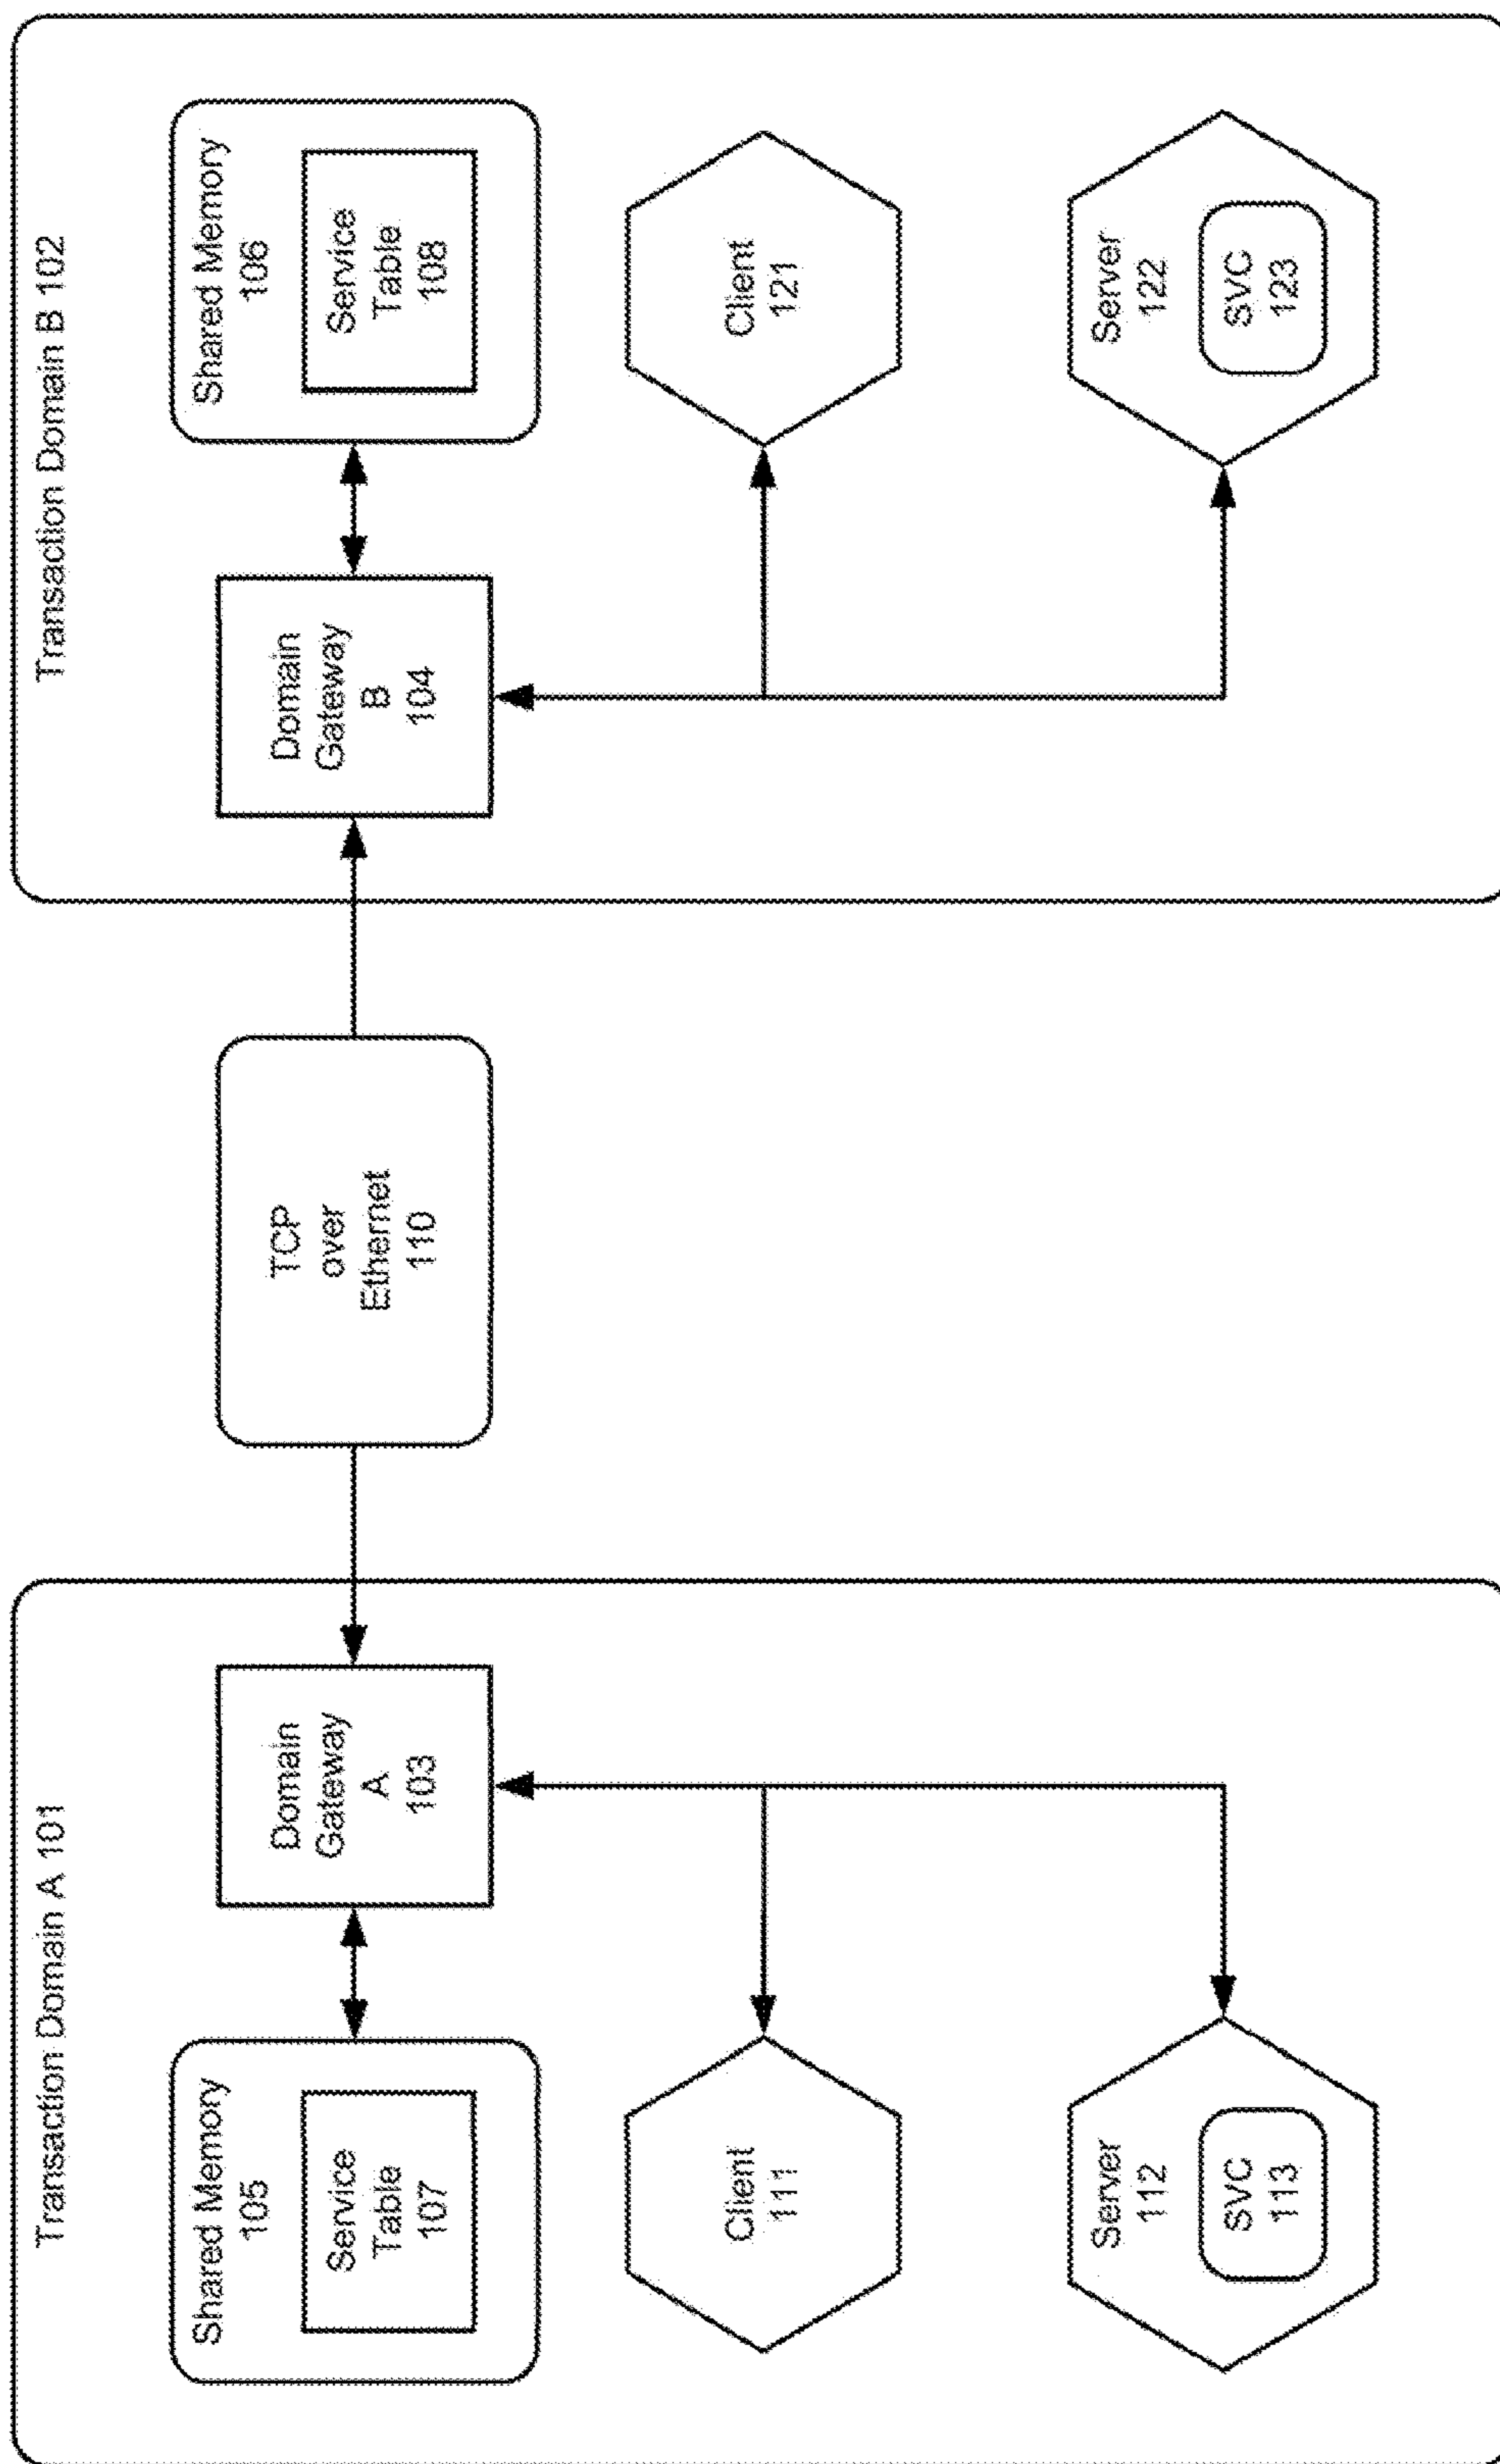 Transaction Domain A 101
Shared Memory
105
Service
Table
107
Domain
Gateway
A
103
Client
111
Server
112
SVC
113
TCP
over
Ethernet
110
Transaction Domain B 102
Domain
Gateway
B
104
Shared Memory
106
Service
Table
108
Client
121
Server
122
SVC
123